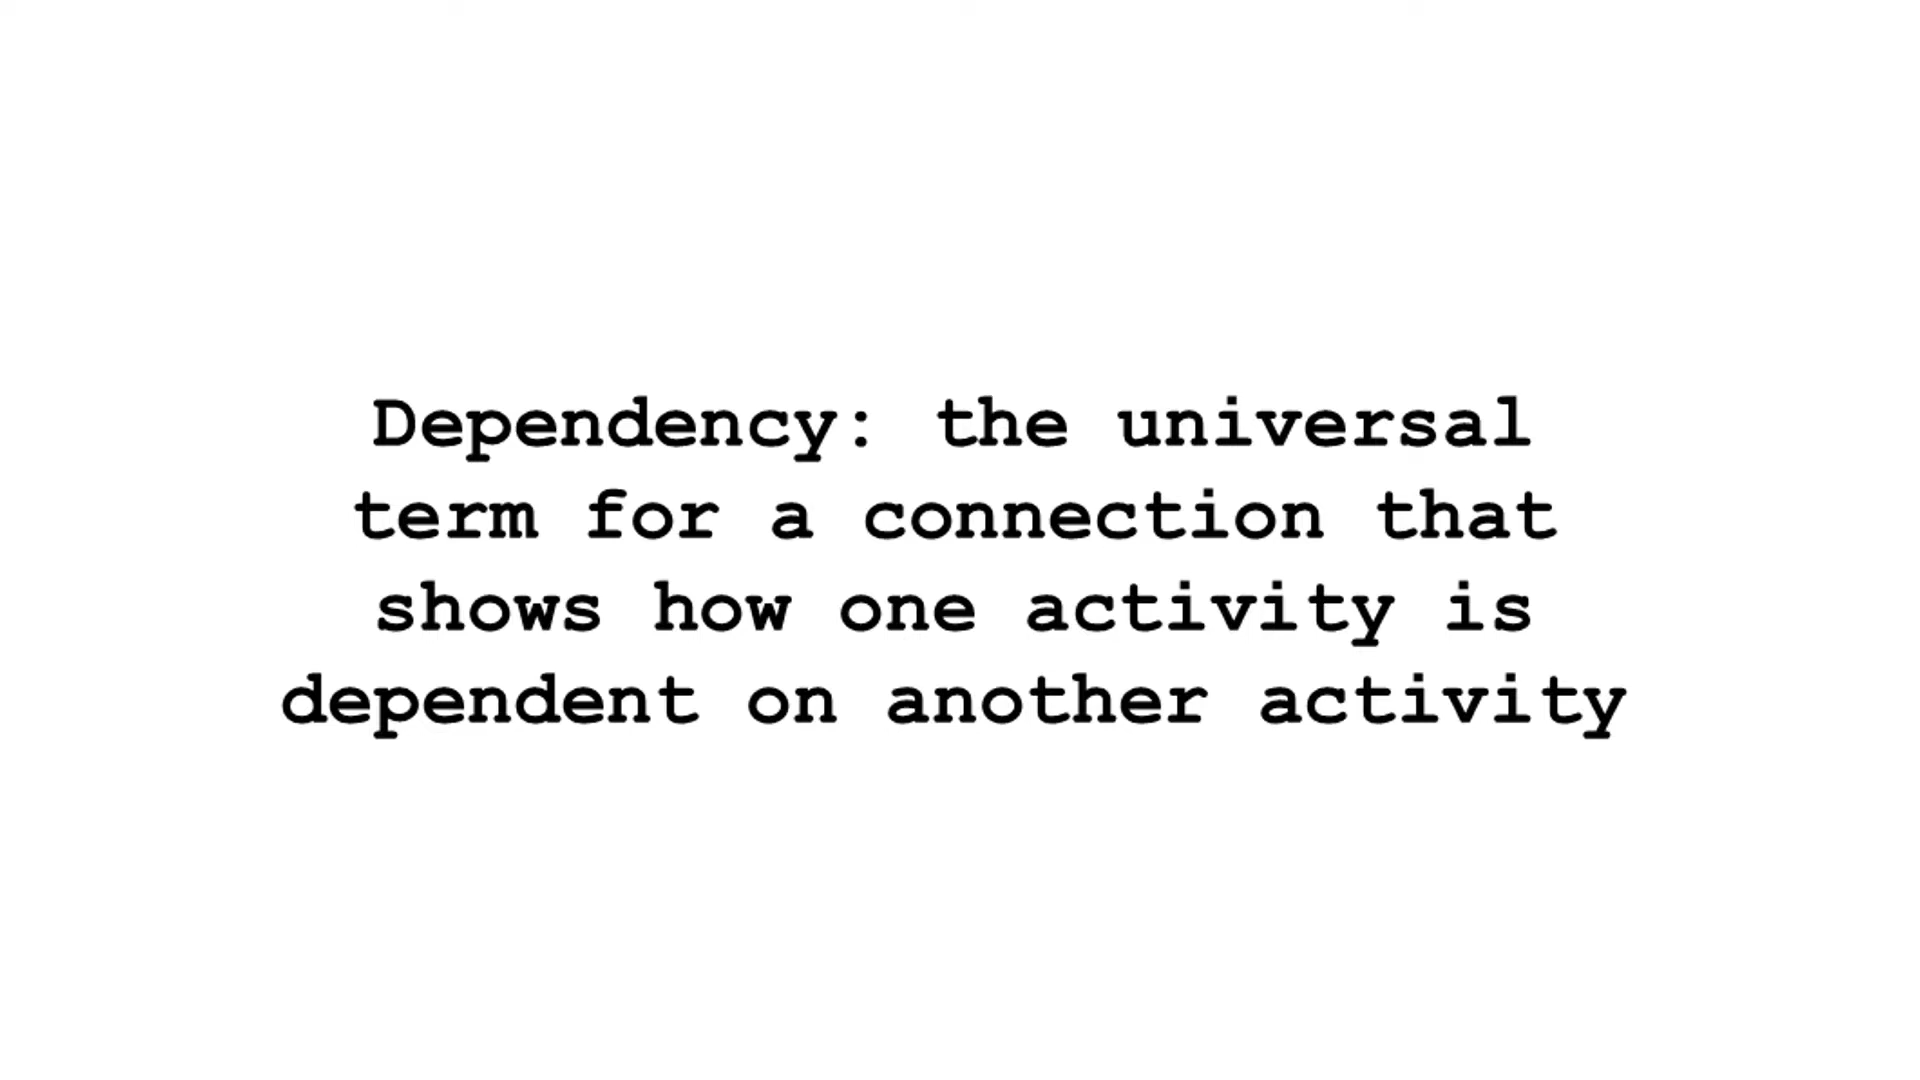 Dependency: the universal
term for a connection that
shows how one activity is
dependent on another activity